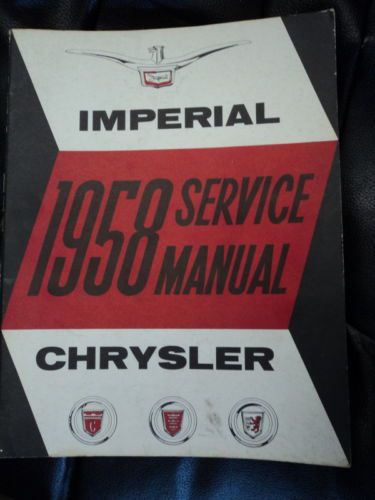 IMPERIAL
1958 SERVICE
MANUAL
CHRYSLER